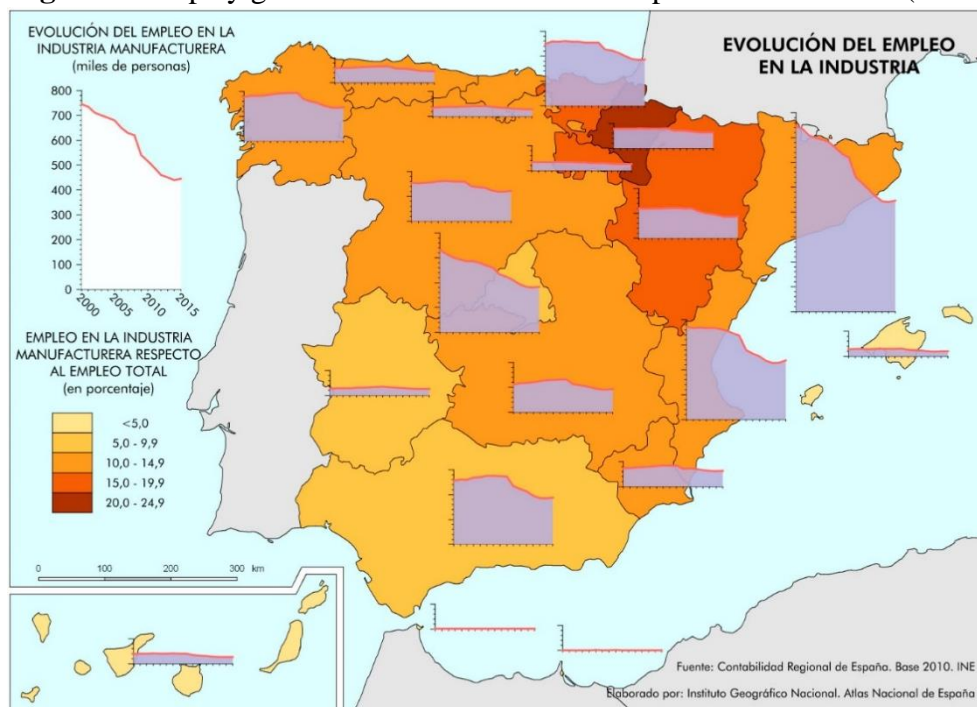 EVOLUCIÓN DEL EMPLEO EN LA
INDUSTRIA MANUFACTURERA
(miles de personas)
800
700
600
500
400
300
200
100
0
2000
2005
2010
2015
EMPLEO EN LA INDUSTRIA
MANUFACTURERA RESPECTO
AL EMPLEO TOTAL
(en porcentaje)
<5,0
5,0 - 9,9
10,0 - 14,9
15,0 - 19,9
20,0 - 24,9
0 100 200 300 km
EVOLUCIÓN DEL EMPLEO
EN LA INDUSTRIA
Fuente: Contabilidad Regional de España. Base 2010. INE
Elaborado por: Instituto Geográfico Nacional. Atlas Nacional de España